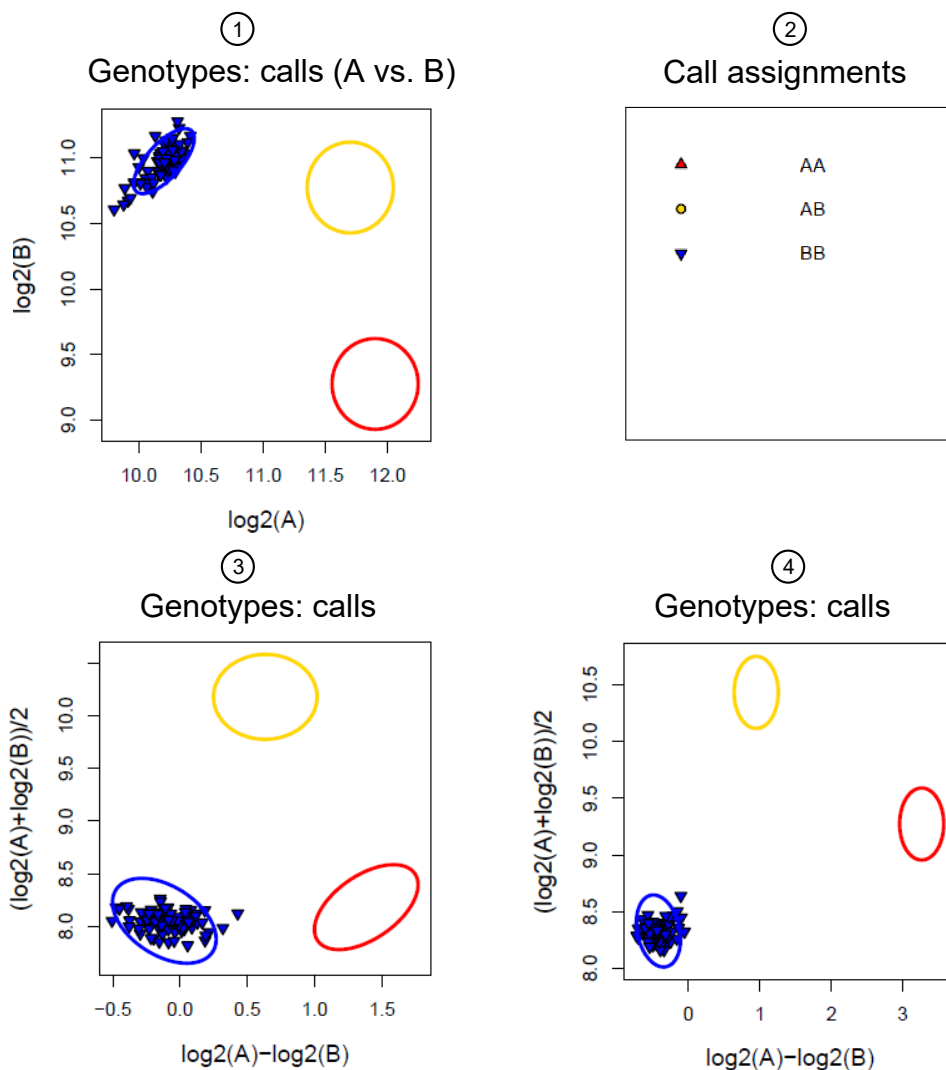 ① ②
Genotypes: calls (A vs. B) Call assignments
log2(B)
11.0
10.5
10.0
9.5
9.0
10.0 10.5 11.0 11.5 12.0
log2(A)
AA
AB
BB
③ ④
Genotypes: calls Genotypes: calls
(log2(A)+log2(B))/2
10.0
9.5
9.0
8.5
8.0
−0.5 0.0 0.5 1.0 1.5
log2(A)−log2(B)
(log2(A)+log2(B))/2
10.5
10.0
9.5
9.0
8.5
8.0
0 1 2 3
log2(A)−log2(B)